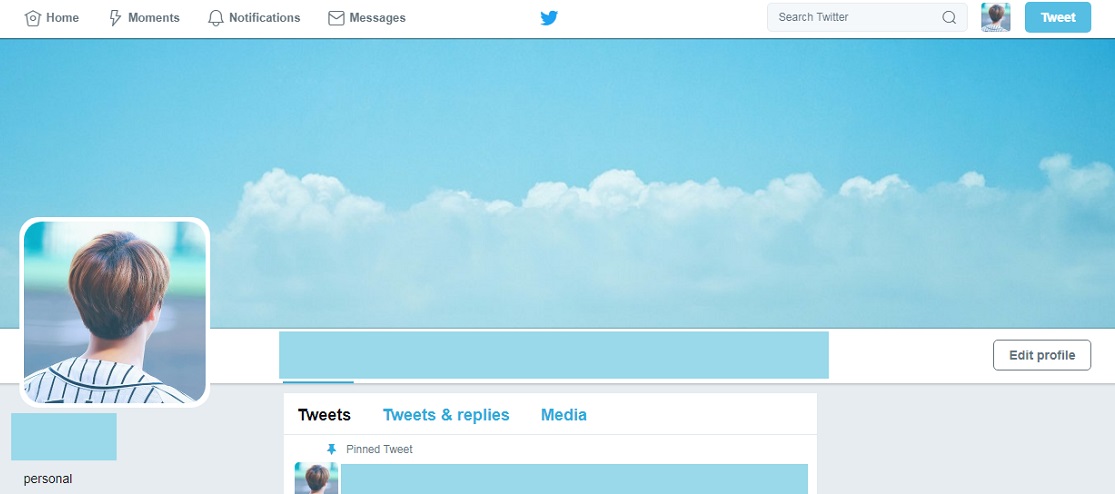 Home Moments Notifications Messages Search Twitter Tweet
Edit profile
Tweets Tweets & replies Media
Pinned Tweet
personal